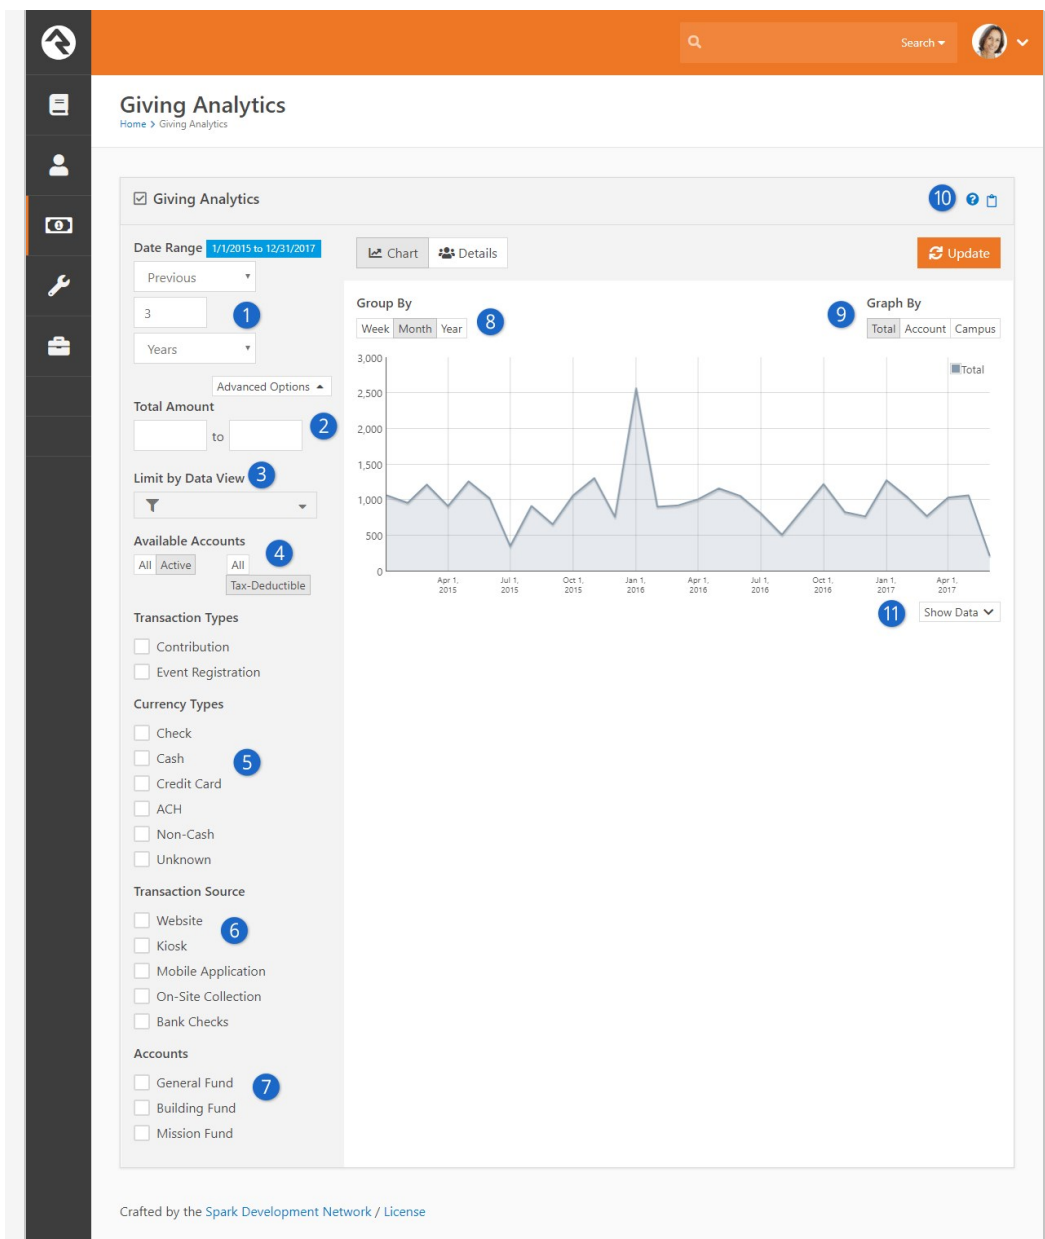 Search
Giving Analytics
Home > Giving Analytics
Giving Analytics
10
Date Range 1/1/2015 to 12/31/2017
Chart Details
Update
Previous
3
1
Years
Advanced Options
Total Amount
to
2
Limit by Data View 3
Available Accounts
4
All Active All
Tax-Deductible
Transaction Types
Contribution
Event Registration
Currency Types
Check
Cash
5
Credit Card
ACH
Non-Cash
Unknown
Transaction Source
Website
6
Kiosk
Mobile Application
On-Site Collection
Bank Checks
Accounts
General Fund
7
Building Fund
Mission Fund
Group By
Week Month Year
8
Graph By
9
Total Account Campus
3,000
Total
2,500
2,000
1,500
1,000
500
0
Apr 1, Jul 1, Oct 1, Jan 1, Apr 1, Jul 1, Oct 1, Jan 1, Apr 1,
2015 2015 2015 2016 2016 2016 2016 2017 2017
11
Show Data
Crafted by the Spark Development Network / License